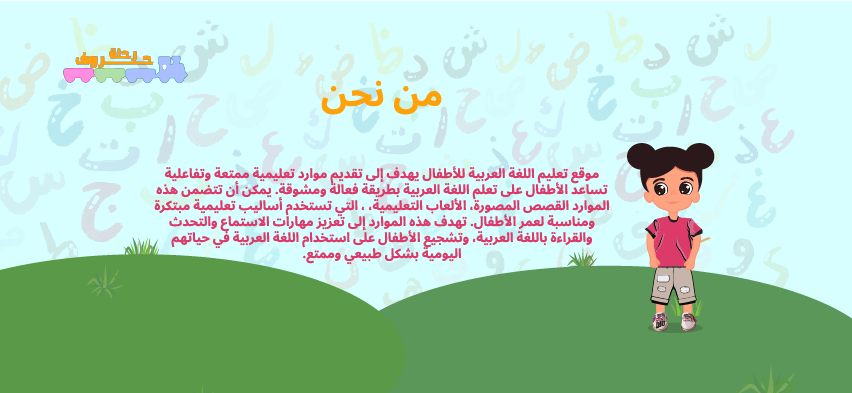 رحلة
حروف
من نحن
موقع تعليم اللغة العربية للأطفال يهدف إلى تقديم موارد تعليمية ممتعة وتفاعلية
تساعد الأطفال على تعلم اللغة العربية بطريقة فعالة ومشوقة. يمكن أن تتضمن هذه
الموارد القصص المصورة، الألعاب التعليمية، ، التي تستخدم أساليب تعليمية مبتكرة
ومناسبة لعمر الأطفال. تهدف هذه الموارد إلى تعزيز مهارات الاستماع والتحدث
والقراءة باللغة العربية، وتشجيع الأطفال على استخدام اللغة العربية في حياتهم
اليومية بشكل طبيعي وممتع.